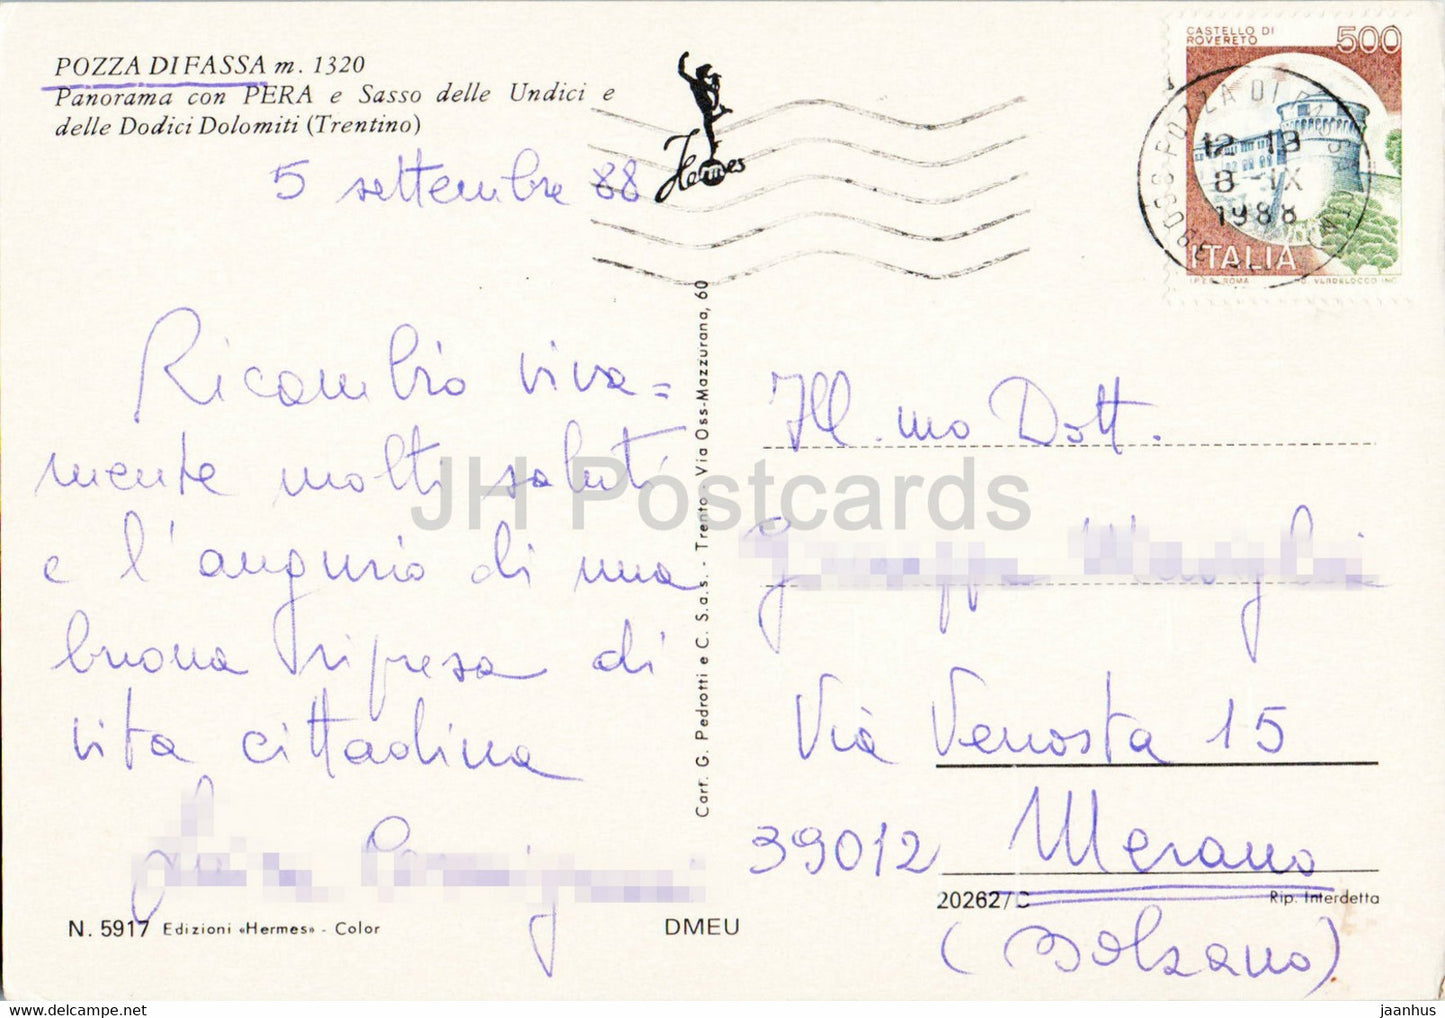 POZZA DI FASSA m. 1320
Panorama con PERA e Sasso delle Undici e
delle Dodici Dolomiti (Trentino)
Hermes
CASTELLO DI
ROVERETO
500
ITALIA
I.P.Z.S. ROMA
12-13
8 IX
1988
5 settembre 88
Ricambio viva=
mente molti saluti
e l'augurio di una
buona ripresa di
vita cittadina
Cart. G. Pedrotti e C. S.a.s. - Trento - Via Oss-Mazzurana, 60
Ill.mo Dott.
Via Venosta 15
39012 Merano
(Bolzano)
20262/C
Rip. Interdetta
N. 5917 Edizioni «Hermes» - Color
DMEU
JH Postcards
jaanhus